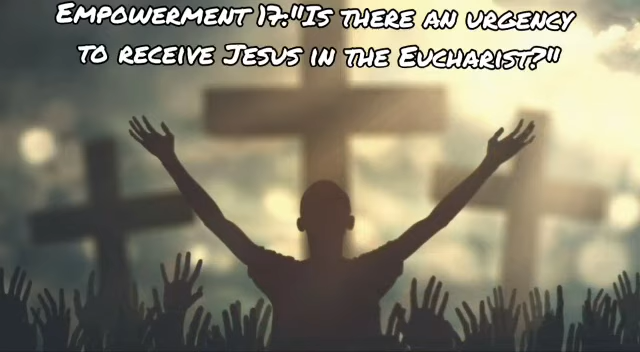 Empowerment 17:"Is there an urgency
to receive Jesus in the Eucharist?"